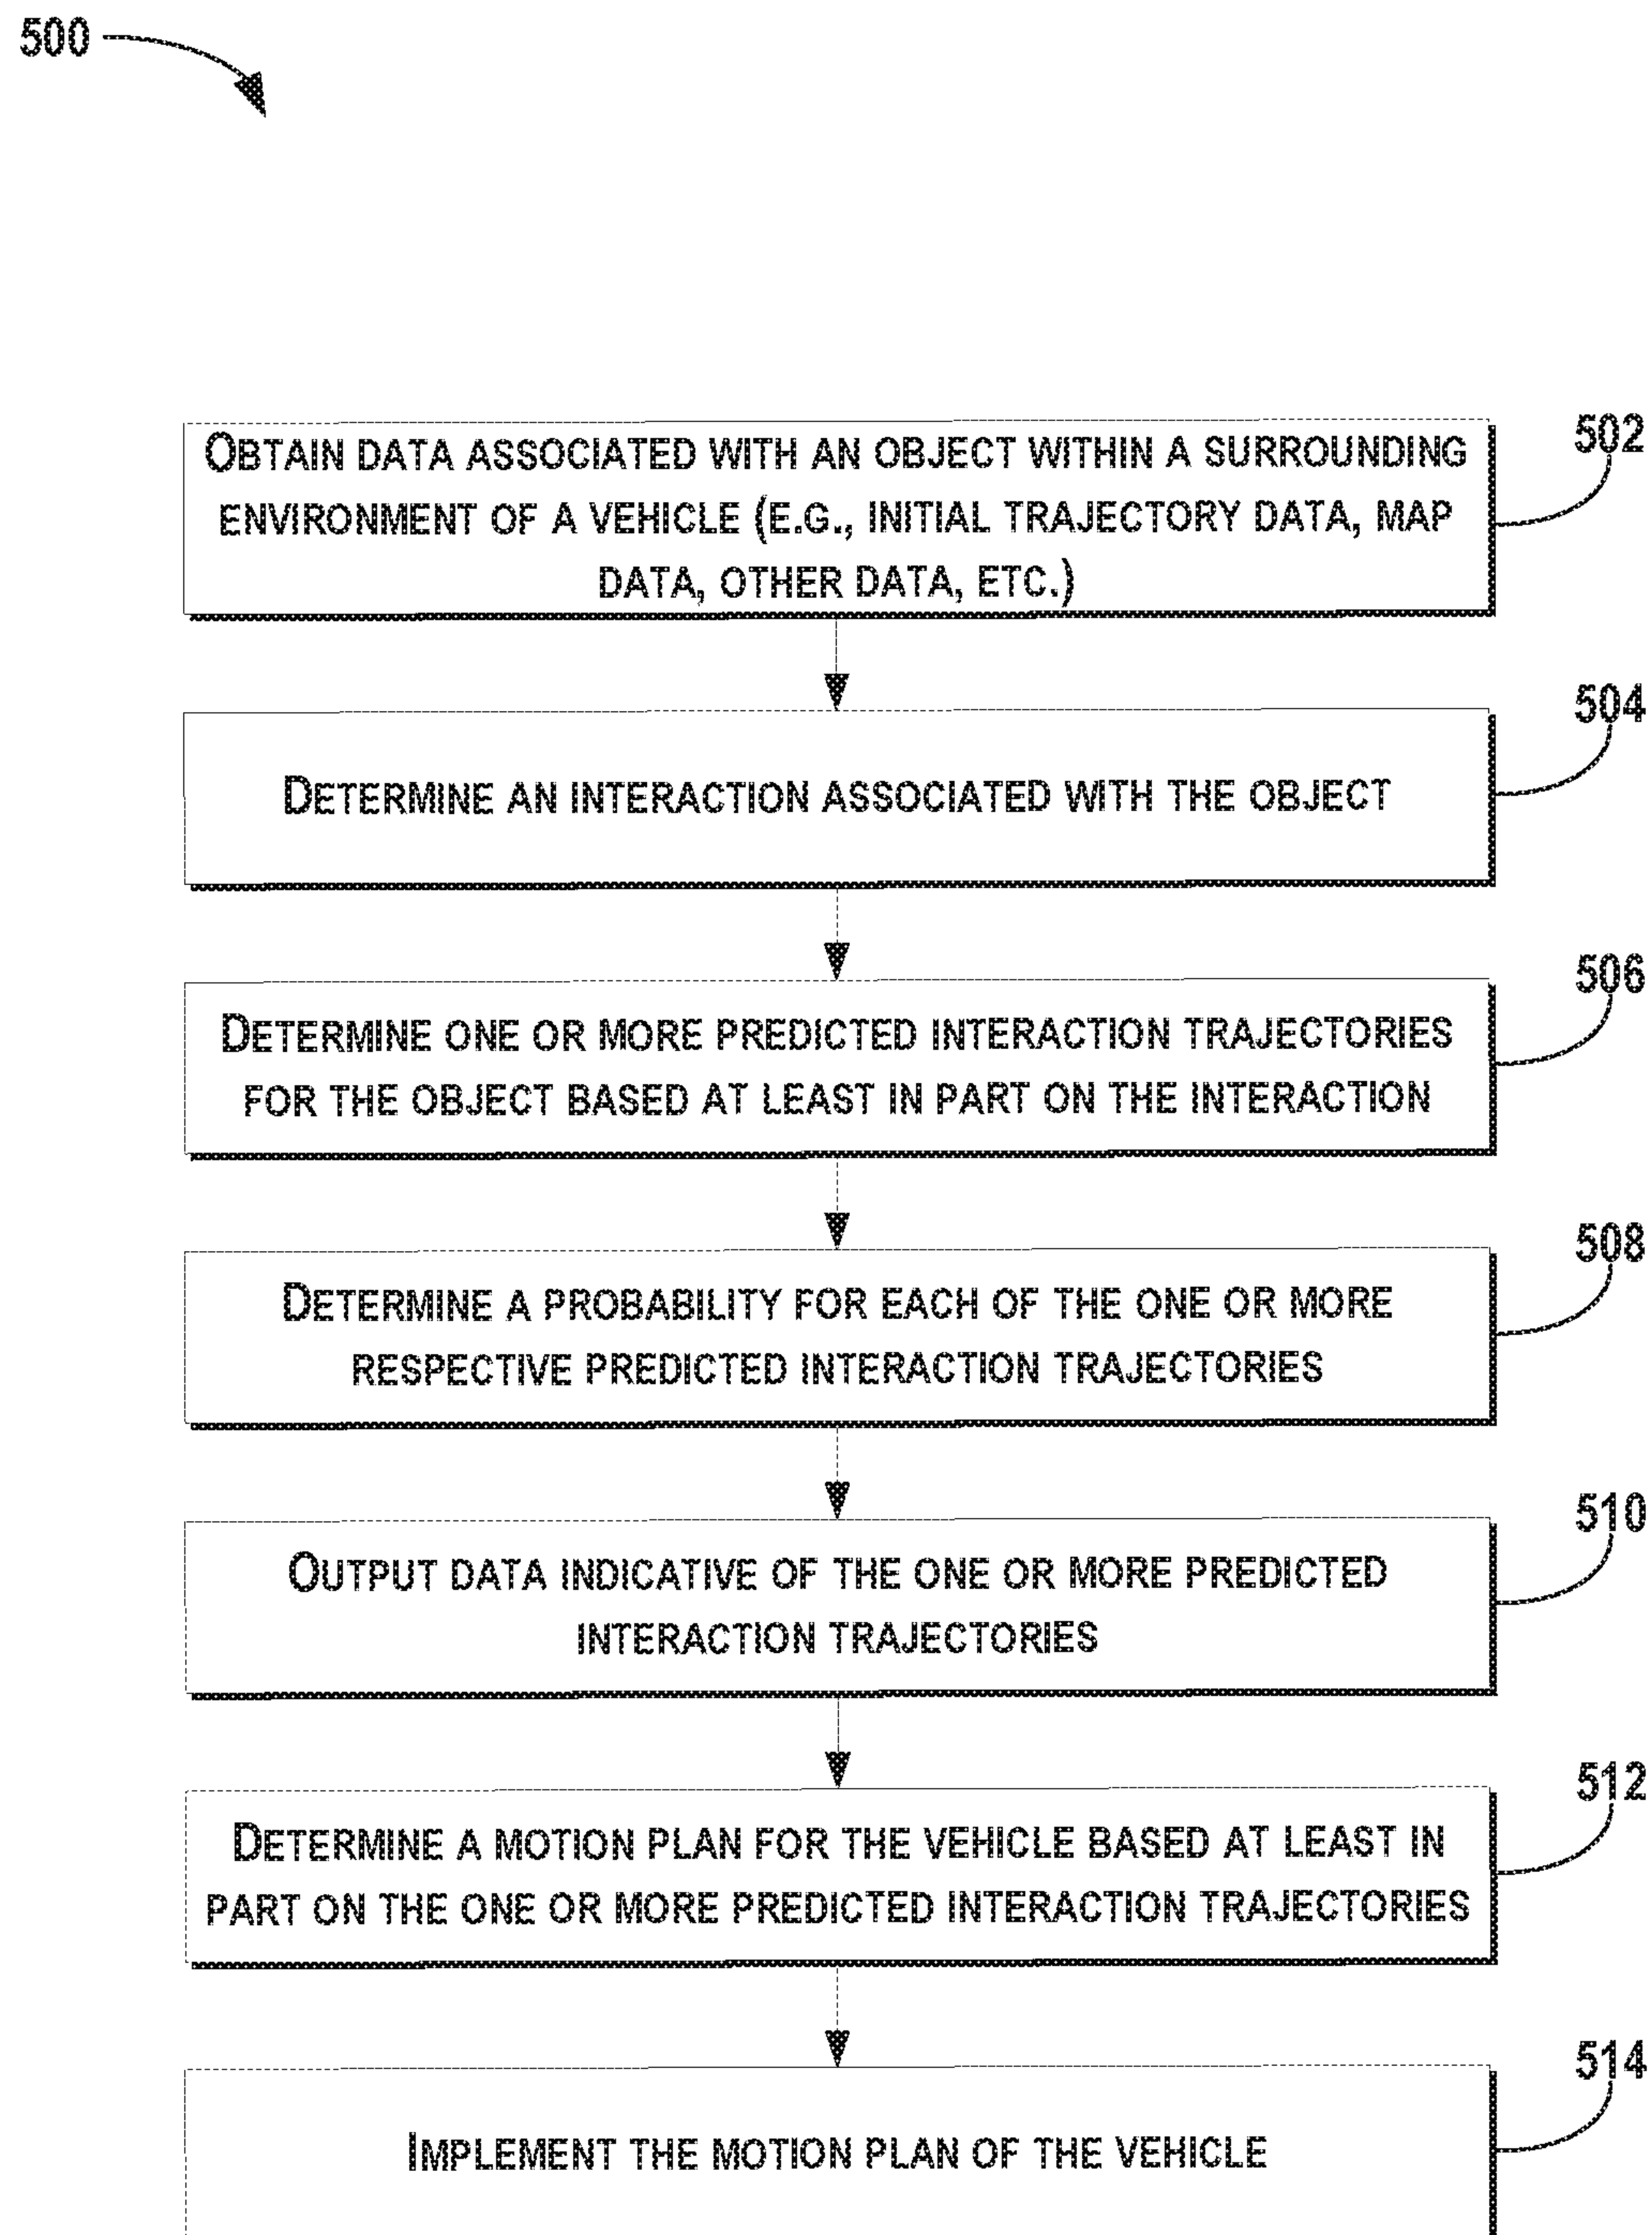 500
OBTAIN DATA ASSOCIATED WITH AN OBJECT WITHIN A SURROUNDING
502
ENVIRONMENT OF A VEHICLE (E.G., INITIAL TRAJECTORY DATA, MAP
DATA, OTHER DATA, ETC.)
504
DETERMINE AN INTERACTION ASSOCIATED WITH THE OBJECT
506
DETERMINE ONE OR MORE PREDICTED INTERACTION TRAJECTORIES
FOR THE OBJECT BASED AT LEAST IN PART ON THE INTERACTION
508
DETERMINE A PROBABILITY FOR EACH OF THE ONE OR MORE
RESPECTIVE PREDICTED INTERACTION TRAJECTORIES
510
OUTPUT DATA INDICATIVE OF THE ONE OR MORE PREDICTED
INTERACTION TRAJECTORIES
512
DETERMINE A MOTION PLAN FOR THE VEHICLE BASED AT LEAST IN
PART ON THE ONE OR MORE PREDICTED INTERACTION TRAJECTORIES
514
IMPLEMENT THE MOTION PLAN OF THE VEHICLE